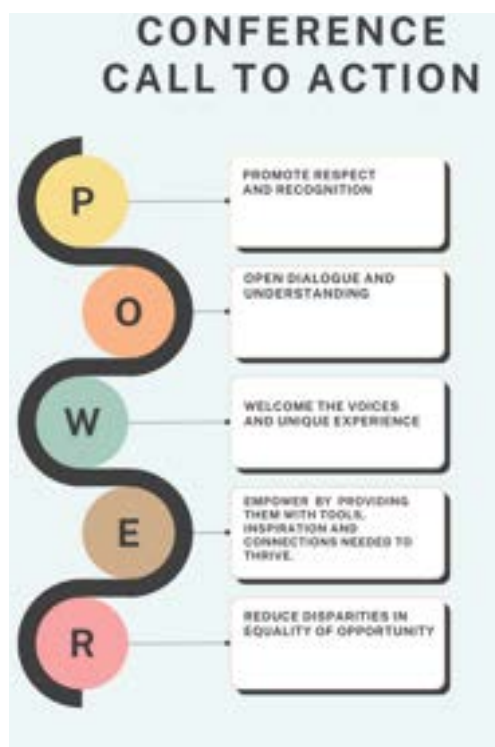 CONFERENCE
CALL TO ACTION
P
PROMOTE RESPECT
AND RECOGNITION
O
OPEN DIALOGUE AND
UNDERSTANDING
W
WELCOME THE VOICES
AND UNIQUE EXPERIENCE
E
EMPOWER BY PROVIDING
THEM WITH TOOLS,
INSPIRATION AND
CONNECTIONS NEEDED TO
THRIVE.
R
REDUCE DISPARITIES IN
EQUALITY OF OPPORTUNITY